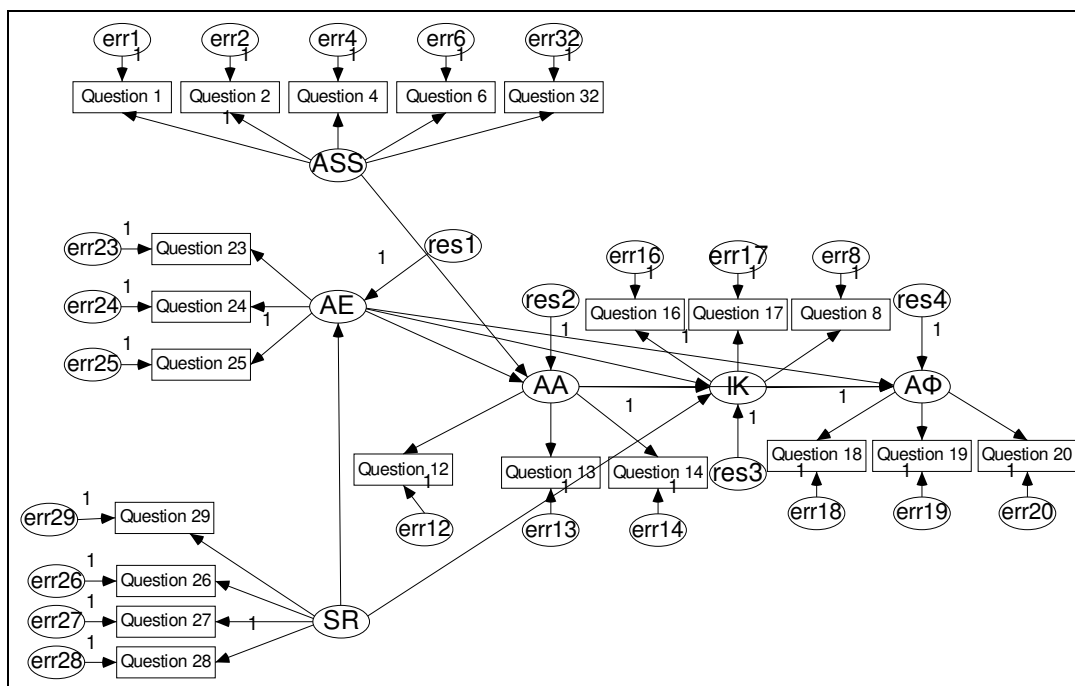 err1 err2 err4 err6 err32
1 1 1 1 1
Question 1 Question 2 Question 4 Question 6 Question 32
1
ASS
err23 1 Question 23 1 res1
err24 1 Question 24 1 AE
err25 1 Question 25
err16 err17 err8
1 1 1
res2 1 Question 16 1 Question 17 Question 8 res4 1
AA 1 IK 1 ΑΦ
1
Question 12 Question 13 Question 14 res3 Question 18 Question 19 Question 20
1 1 1 1 1 1
err12 err13 err14 err18 err19 err20
err29 1 Question 29
err26 1 Question 26
err27 1 Question 27 1 SR
err28 1 Question 28